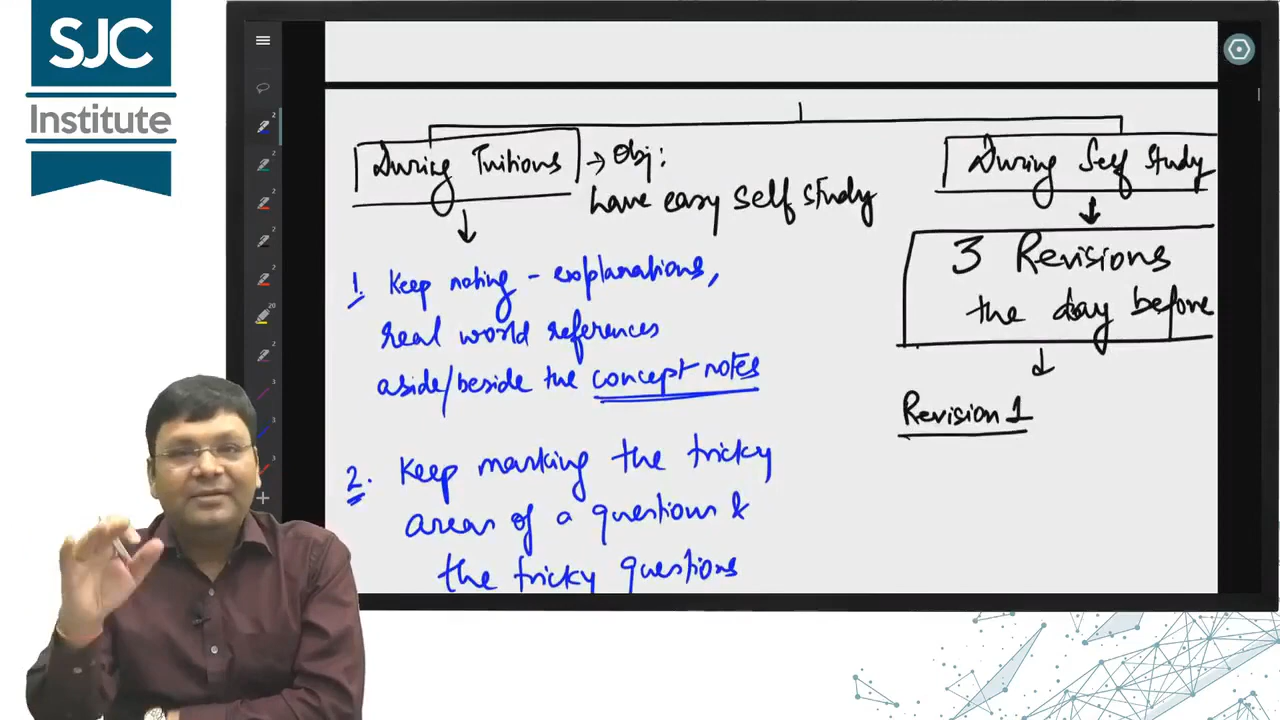 SJC
Institute
During Tuitions
→ Obj:
have easy self study
1. Keep noting - explanations,
real world references
aside/beside the concept notes
2. Keep marking the tricky
areas of a questions &
the tricky questions
During Self Study
3 Revisions
the day before
Revision 1